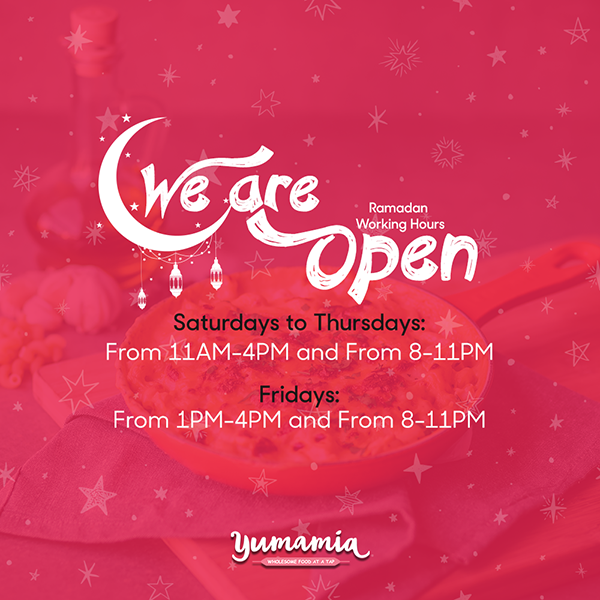 We are
Ramadan
Working Hours
Open
Saturdays to Thursdays:
From 11AM-4PM and From 8-11PM
Fridays:
From 1PM-4PM and From 8-11PM
yumamia
WHOLESOME FOOD AT A TAP